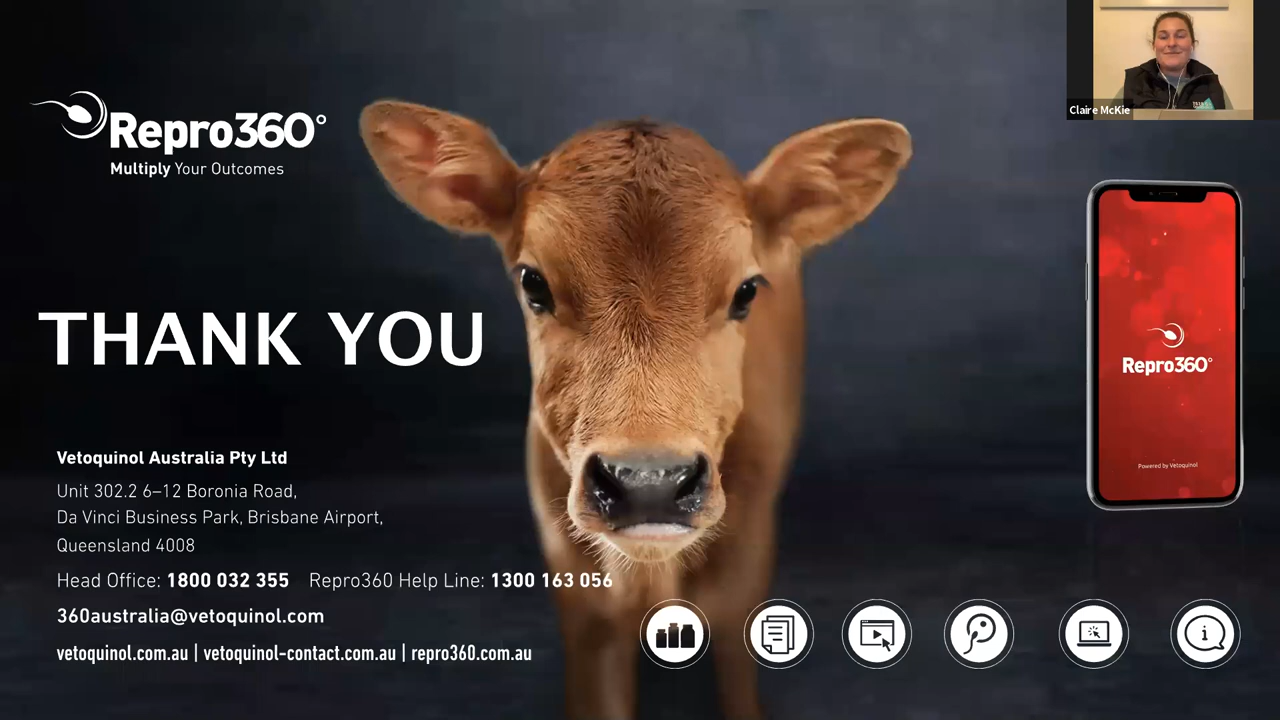 Repro360°
Multiply Your Outcomes
Claire McKie
THANK YOU
Repro360°
Powered by Vetoquinol
Vetoquinol Australia Pty Ltd
Unit 302.2 6–12 Boronia Road,
Da Vinci Business Park, Brisbane Airport,
Queensland 4008
Head Office: 1800 032 355 Repro360 Help Line: 1300 163 056
360australia@vetoquinol.com
vetoquinol.com.au | vetoquinol-contact.com.au | repro360.com.au